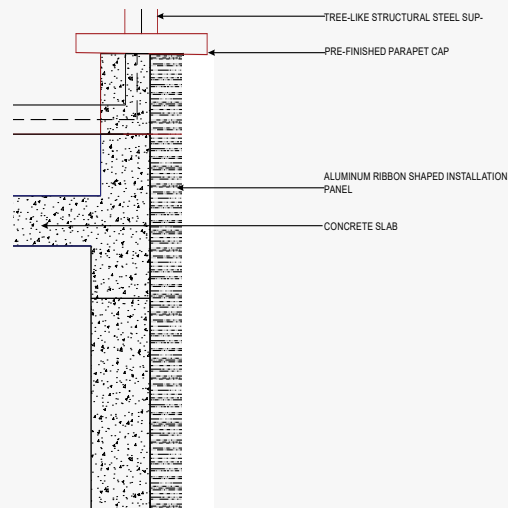 TREE-LIKE STRUCTURAL STEEL SUP-
PRE-FINISHED PARAPET CAP
ALUMINUM RIBBON SHAPED INSTALLATION
PANEL
CONCRETE SLAB